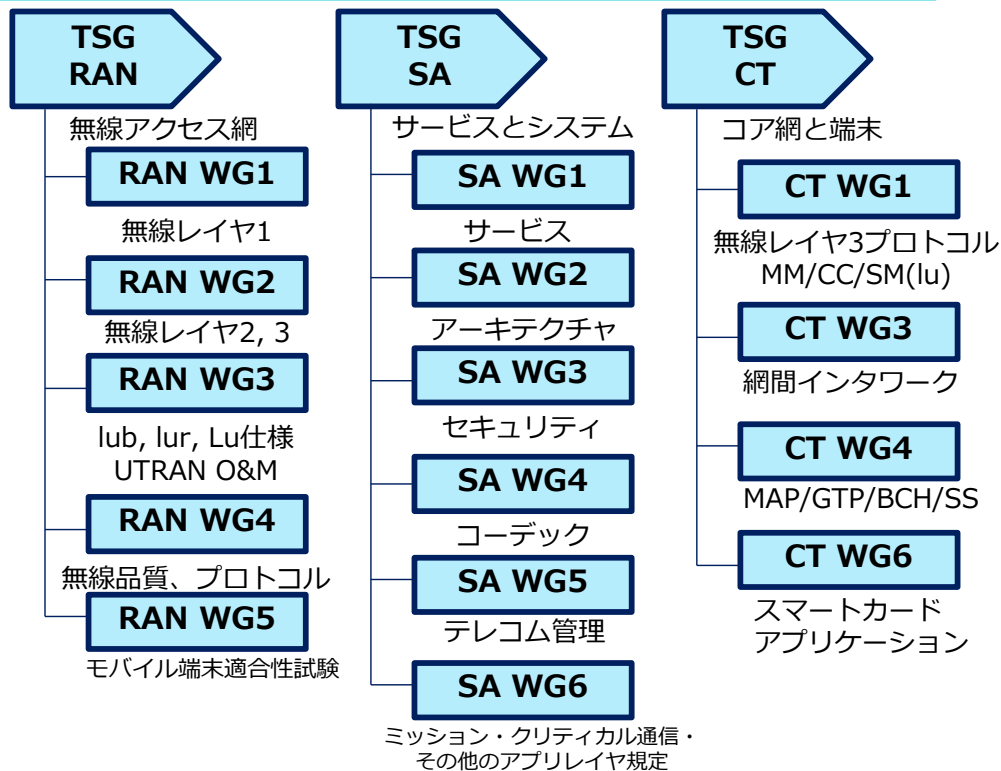 TSG
RAN
無線アクセス網
RAN WG1
無線レイヤ1
RAN WG2
無線レイヤ2, 3
RAN WG3
lub, lur, Lu仕様
UTRAN O&M
RAN WG4
無線品質、プロトコル
RAN WG5
モバイル端末適合性試験
TSG
SA
サービスとシステム
SA WG1
サービス
SA WG2
アーキテクチャ
SA WG3
セキュリティ
SA WG4
コーデック
SA WG5
テレコム管理
SA WG6
ミッション・クリティカル通信・
その他のアプリレイヤ規定
TSG
CT
コア網と端末
CT WG1
無線レイヤ3プロトコル
MM/CC/SM(lu)
CT WG3
網間インタワーク
CT WG4
MAP/GTP/BCH/SS
CT WG6
スマートカード
アプリケーション